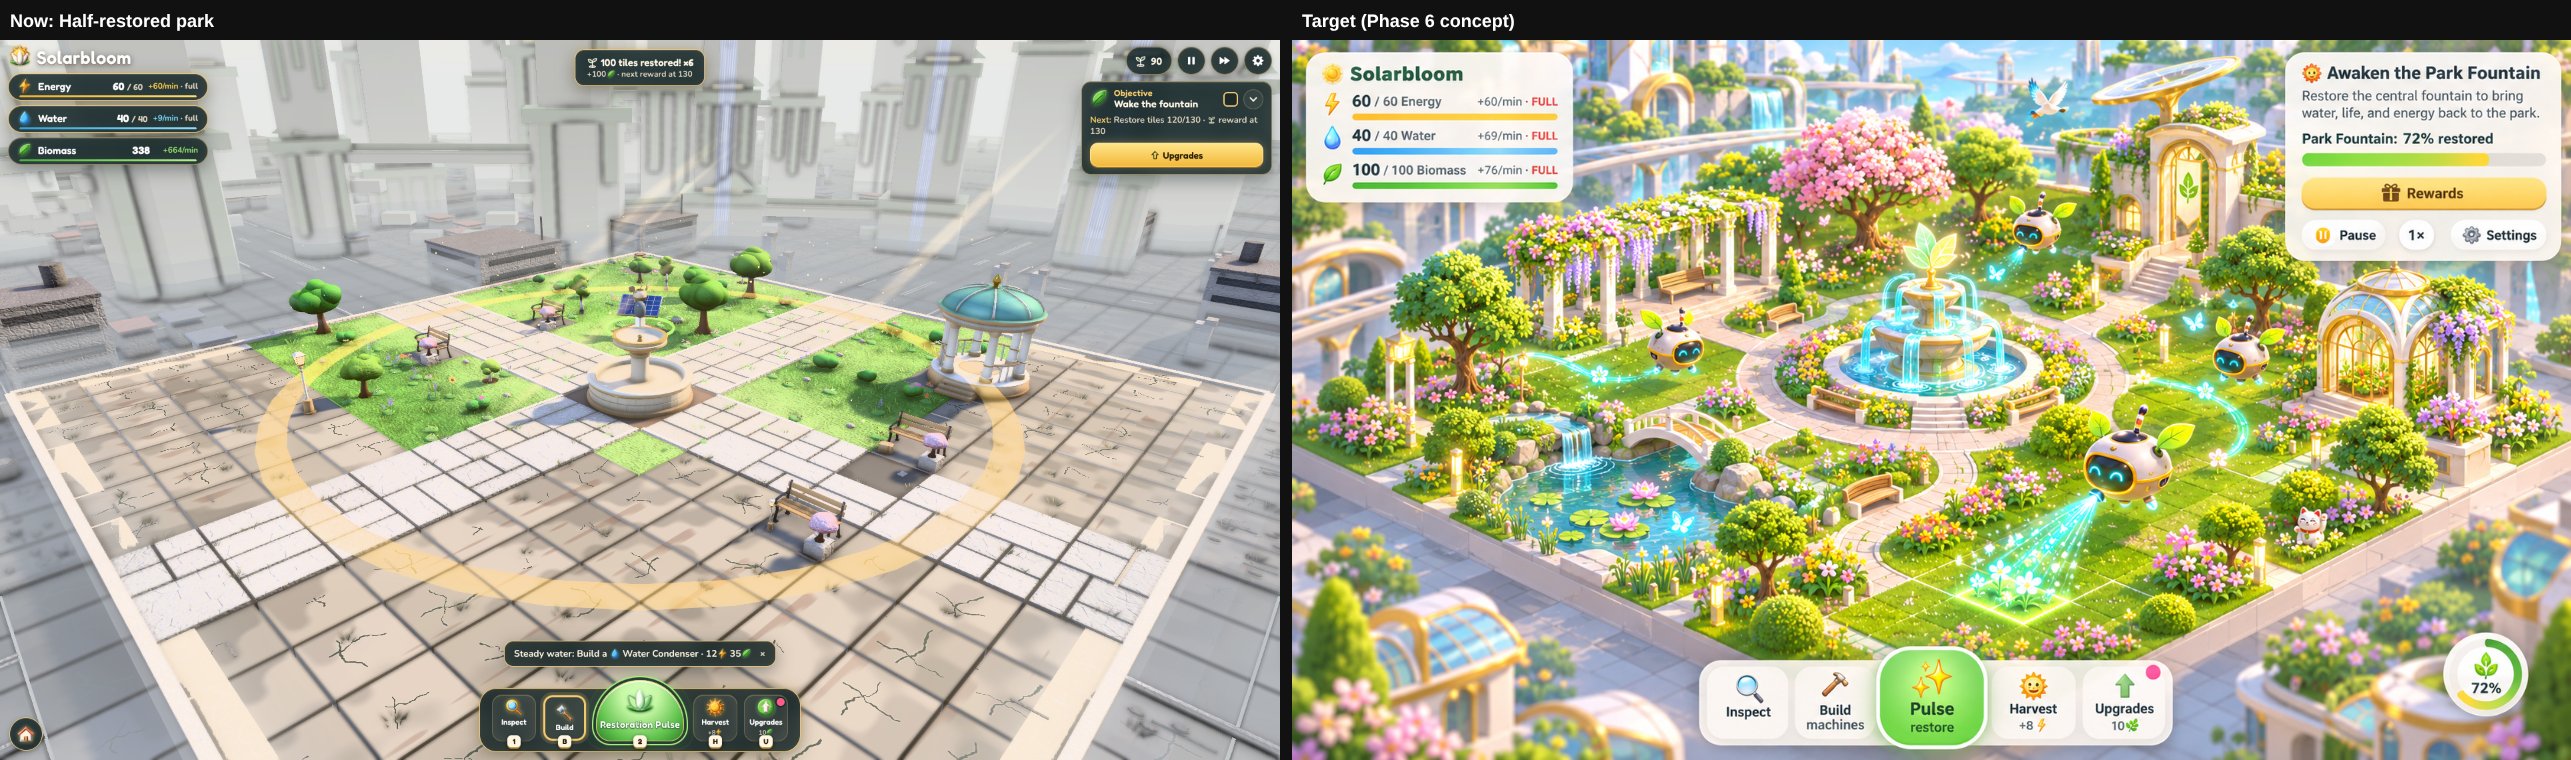 Now: Half-restored park
Solarbloom
Energy 60 / 60 +60/min · full
Water 40 / 40 +9/min · full
Biomass 338 +664/min
100 tiles restored! ×6
+100 · next reward at 130
90
Objective
Wake the fountain
Next: Restore tiles 120/130 · reward at
130
Upgrades
Steady water: Build a Water Condenser · 12 35 ×
Inspect
1
Build
B
Restoration Pulse
2
Harvest
+8
H
Upgrades
10
U
Target (Phase 6 concept)
Solarbloom
60 / 60 Energy +60/min · FULL
40 / 40 Water +69/min · FULL
100 / 100 Biomass +76/min · FULL
Awaken the Park Fountain
Restore the central fountain to bring
water, life, and energy back to the park.
Park Fountain: 72% restored
Rewards
Pause
1×
Settings
Inspect
Build
machines
Pulse
restore
Harvest
+8
Upgrades
10
72%